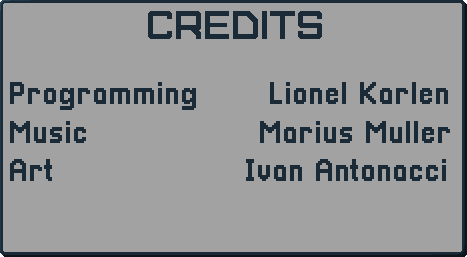 CREDITS
Programming Lionel Karlen
Music Marius Muller
Art Ivan Antonacci